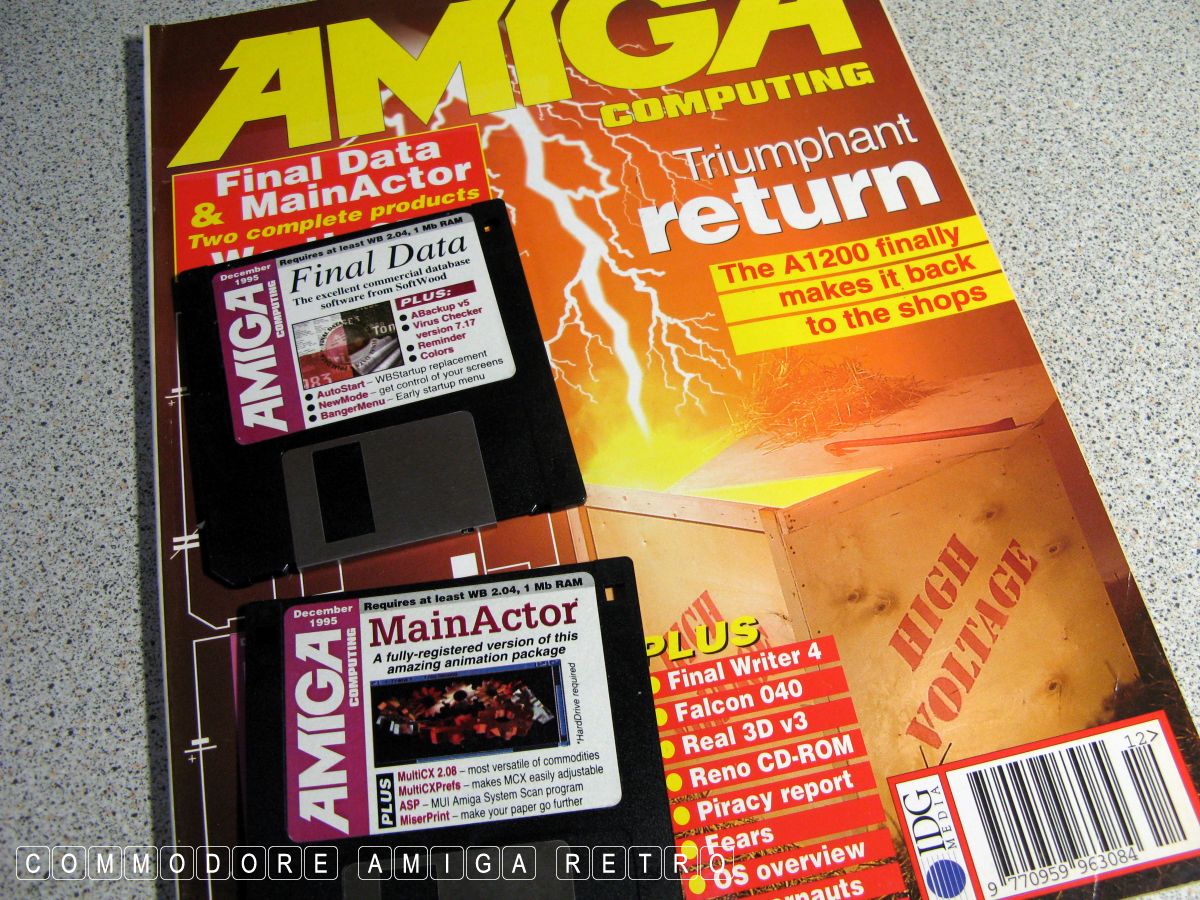 AMIGA
COMPUTING
Triumphant
return
The A1200 finally
makes it back
to the shops
Final Data
& MainActor
Two complete products
December
1995
AMIGA
COMPUTING
Requires at least WB 2.04, 1 Mb RAM
Final Data
The excellent commercial database
software from SoftWood
PLUS:
ABackup v5
Virus Checker
version 7.17
Reminder
Colors
AutoStart – WBStartup replacement
NewMode – get control of your screens
BangerMenu – Early startup menu
December
1995
AMIGA
COMPUTING
Requires at least WB 2.04, 1 Mb RAM
MainActor
A fully-registered version of this
amazing animation package
*HardDrive required
PLUS
MultiCX 2.08 – most versatile of commodities
MultiCXPrefs – makes MCX easily adjustable
ASP – MUI Amiga System Scan program
MiserPrint – make your paper go further
HIGH
VOLTAGE
PLUS
Final Writer 4
Falcon 040
Real 3D v3
Reno CD-ROM
Piracy report
Fears
OS overview
IDG
MEDIA
12>
9 770959 963084
COMMODORE AMIGA RETRO